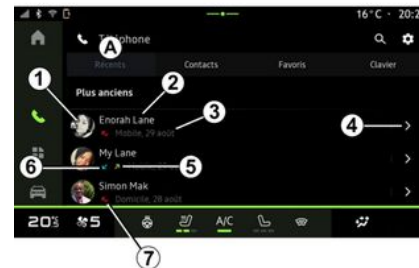 16°C • 20:2
Téléphone
A
Récents Contacts Favoris Clavier
Plus anciens
1 2 3 4
Enorah Lane
Mobile, 29 août
My Lane
6 5
Simon Mak
Domicile, 28 août
20 5 A/C
7